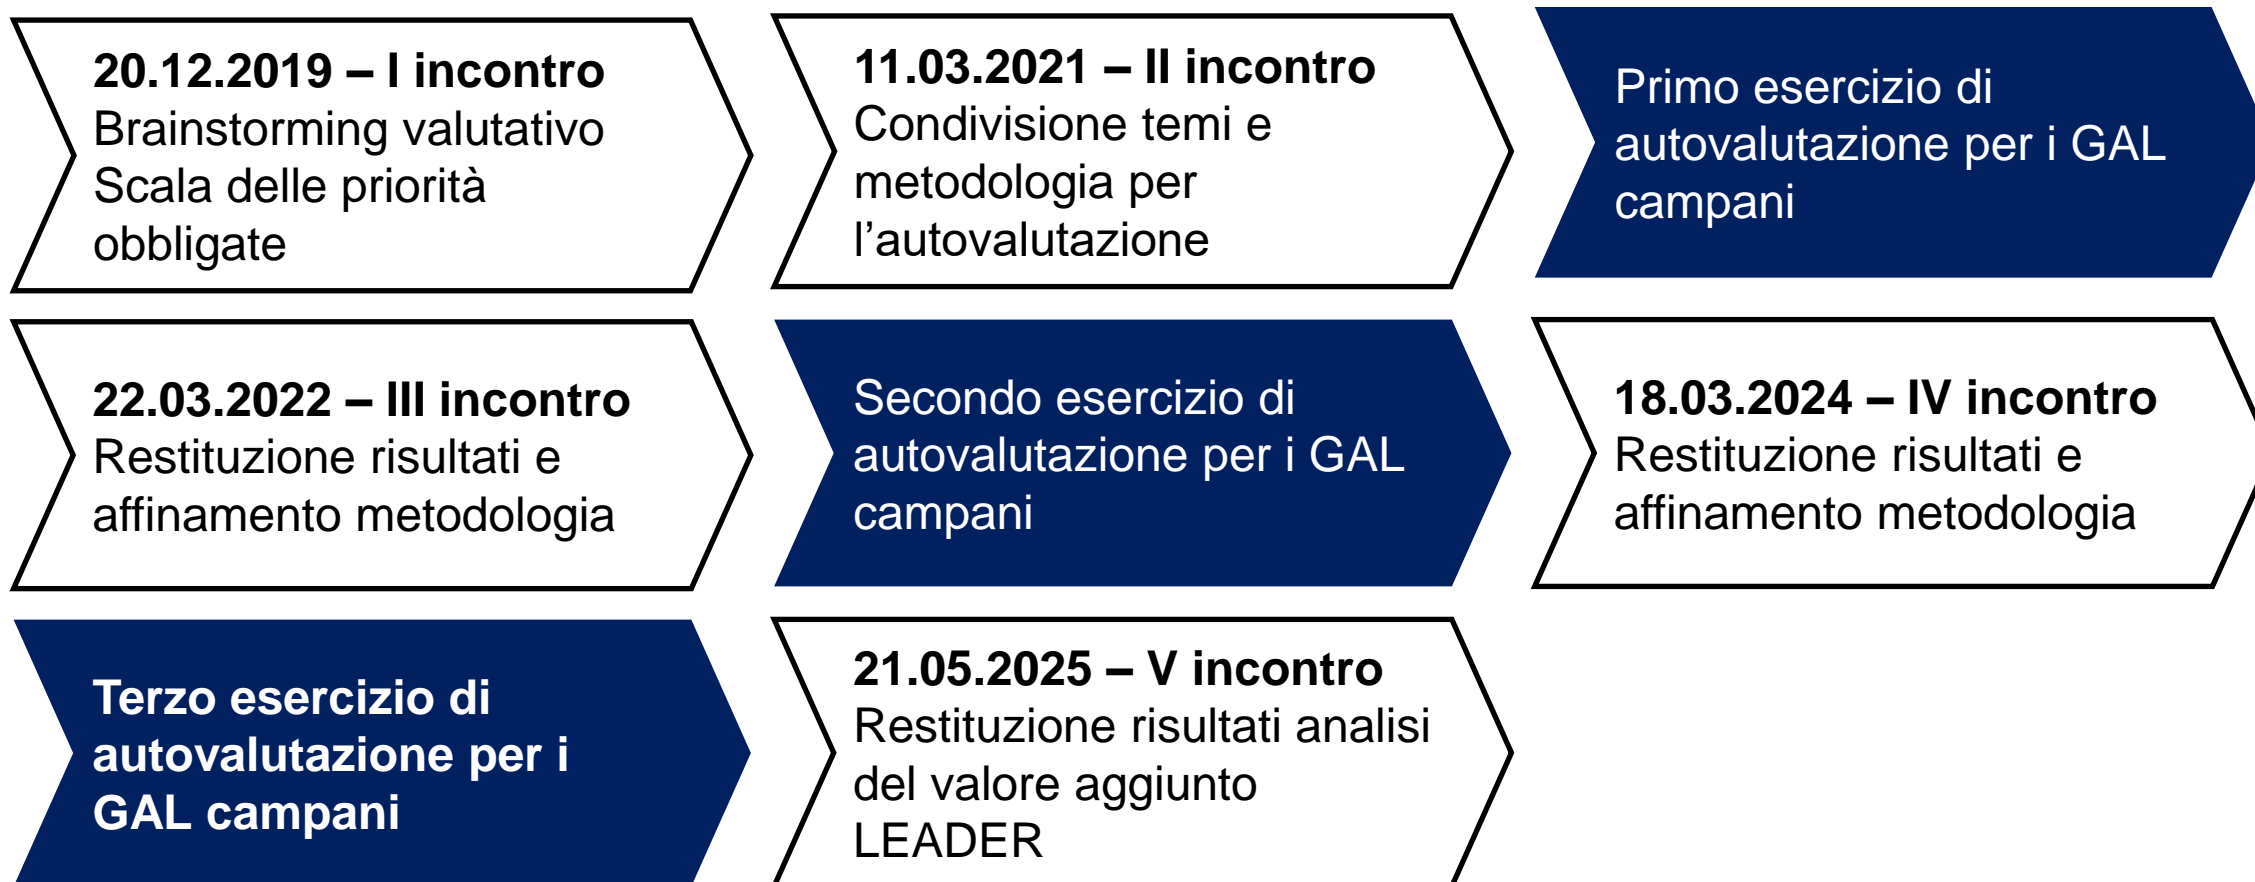 20.12.2019 – I incontro
Brainstorming valutativo
Scala delle priorità
obbligate
11.03.2021 – II incontro
Condivisione temi e
metodologia per
l’autovalutazione
Primo esercizio di
autovalutazione per i GAL
campani
22.03.2022 – III incontro
Restituzione risultati e
affinamento metodologia
Secondo esercizio di
autovalutazione per i GAL
campani
18.03.2024 – IV incontro
Restituzione risultati e
affinamento metodologia
Terzo esercizio di
autovalutazione per i
GAL campani
21.05.2025 – V incontro
Restituzione risultati analisi
del valore aggiunto
LEADER